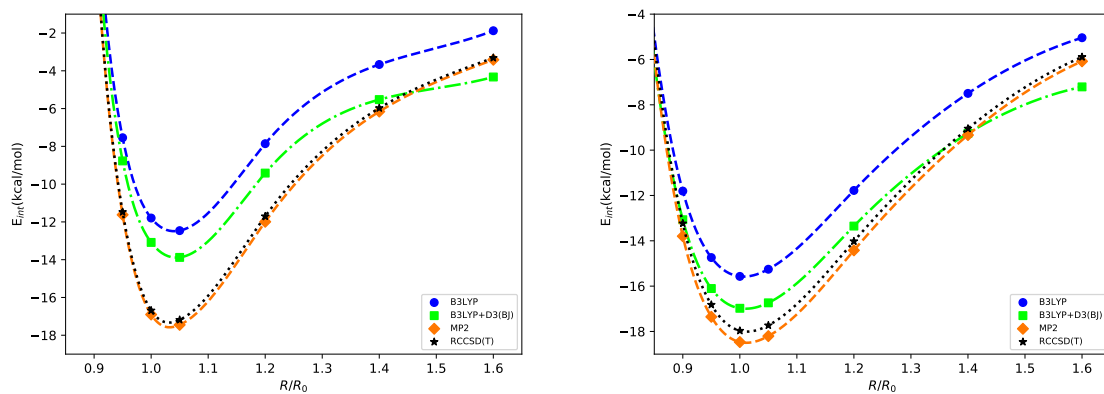 −2
−4
−6
−8
−10
−12
−14
−16
−18
E_int(kcal/mol)
0.9 1.0 1.1 1.2 1.3 1.4 1.5 1.6
R/R₀
B3LYP
B3LYP+D3(BJ)
MP2
RCCSD(T)
−4
−6
−8
−10
−12
−14
−16
−18
E_int(kcal/mol)
0.9 1.0 1.1 1.2 1.3 1.4 1.5 1.6
R/R₀
B3LYP
B3LYP+D3(BJ)
MP2
RCCSD(T)